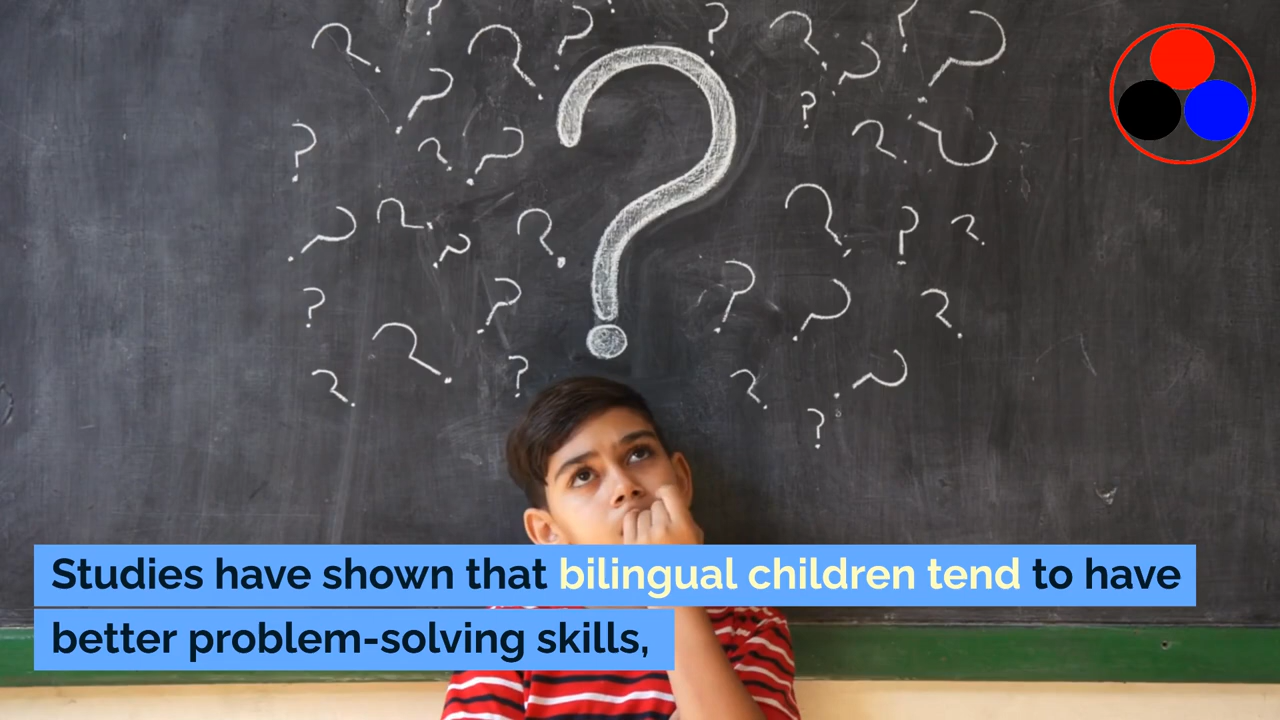 Studies have shown that bilingual children tend to have
better problem-solving skills,